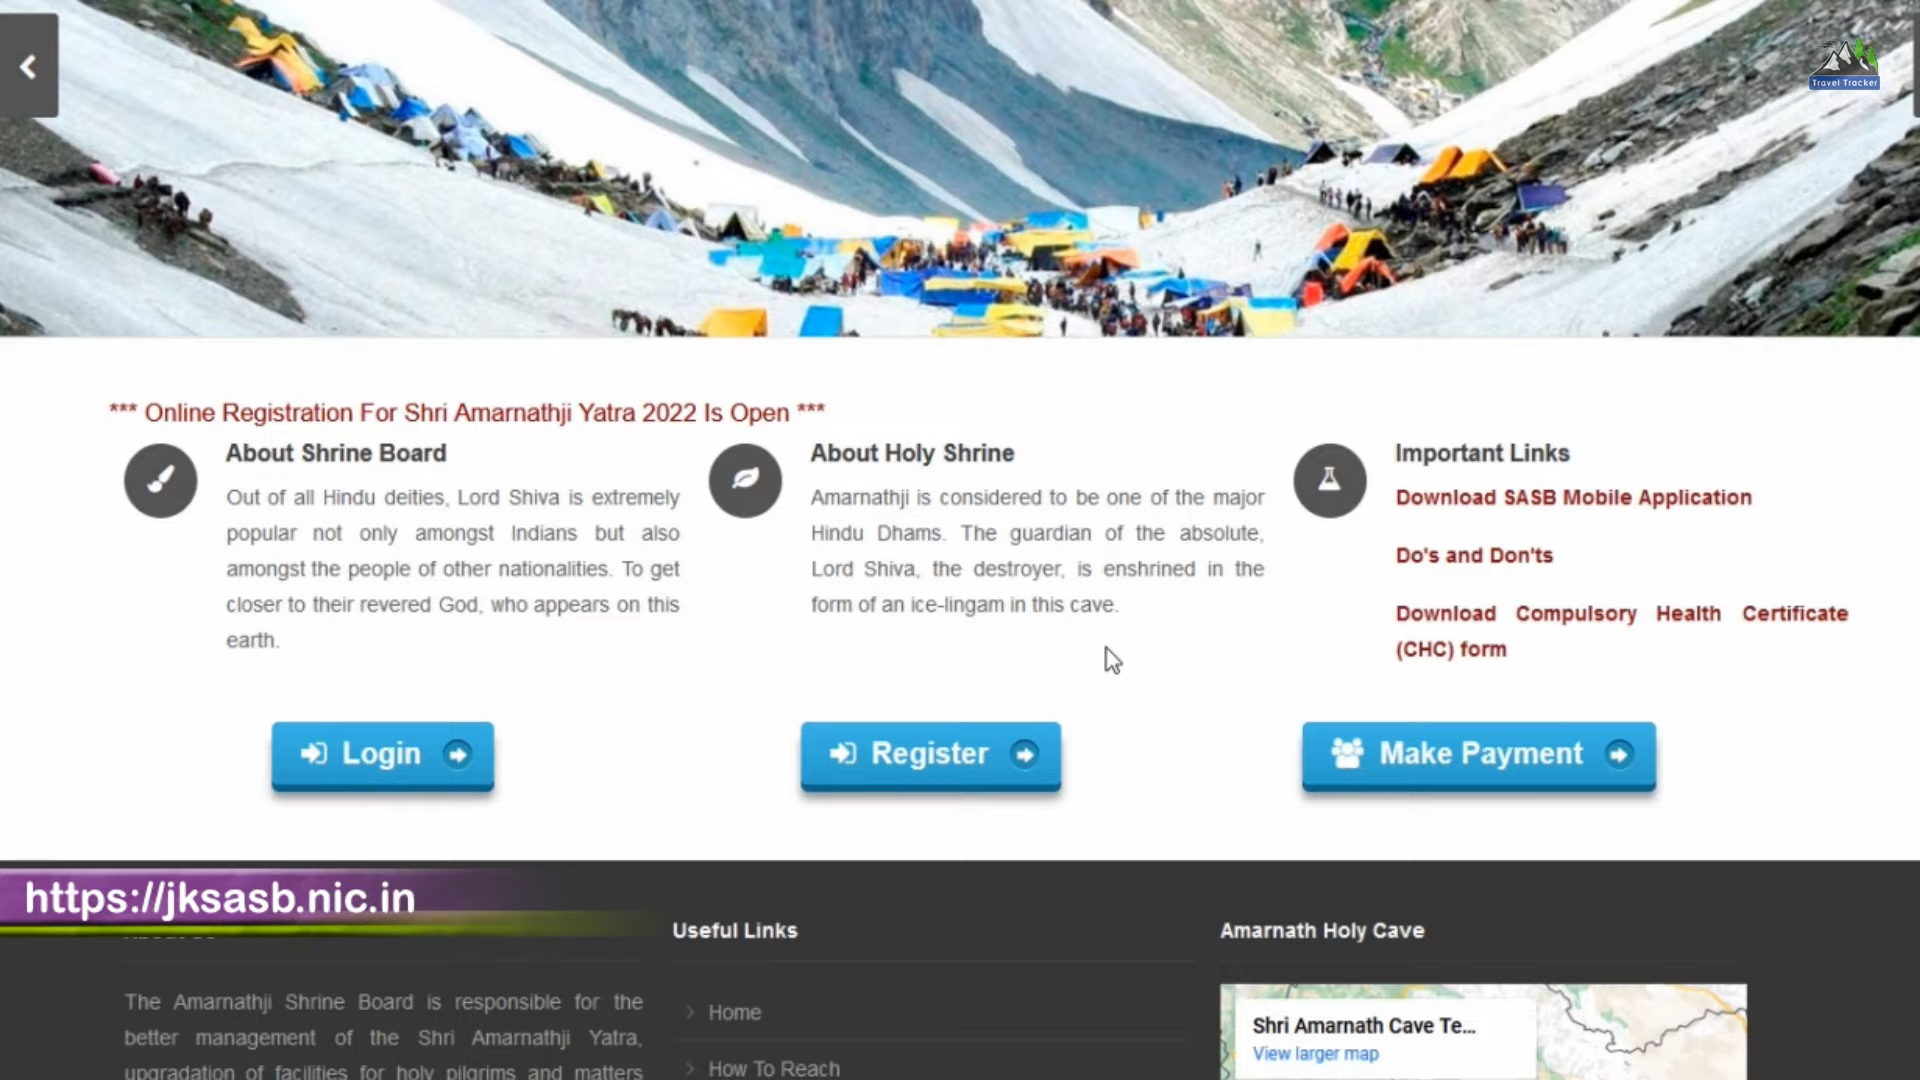 Travel Tracker
*** Online Registration For Shri Amarnathji Yatra 2022 Is Open ***
About Shrine Board
Out of all Hindu deities, Lord Shiva is extremely
popular not only amongst Indians but also
amongst the people of other nationalities. To get
closer to their revered God, who appears on this
earth.
About Holy Shrine
Amarnathji is considered to be one of the major
Hindu Dhams. The guardian of the absolute,
Lord Shiva, the destroyer, is enshrined in the
form of an ice-lingam in this cave.
Important Links
Download SASB Mobile Application
Do's and Don'ts
Download Compulsory Health Certificate
(CHC) form
Login
Register
Make Payment
https://jksasb.nic.in
The Amarnathji Shrine Board is responsible for the
better management of the Shri Amarnathji Yatra,
upgradation of facilities for holy pilgrims and matters
Useful Links
Home
How To Reach
Amarnath Holy Cave
Shri Amarnath Cave Te...
View larger map